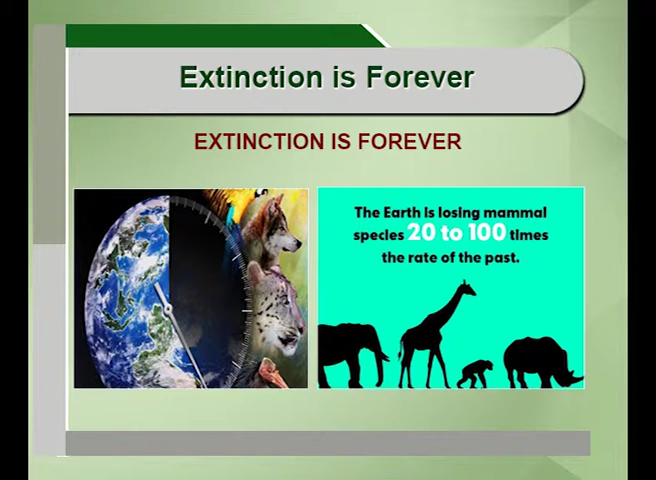 Extinction is Forever
EXTINCTION IS FOREVER
The Earth is losing mammal
species 20 to 100 times
the rate of the past.